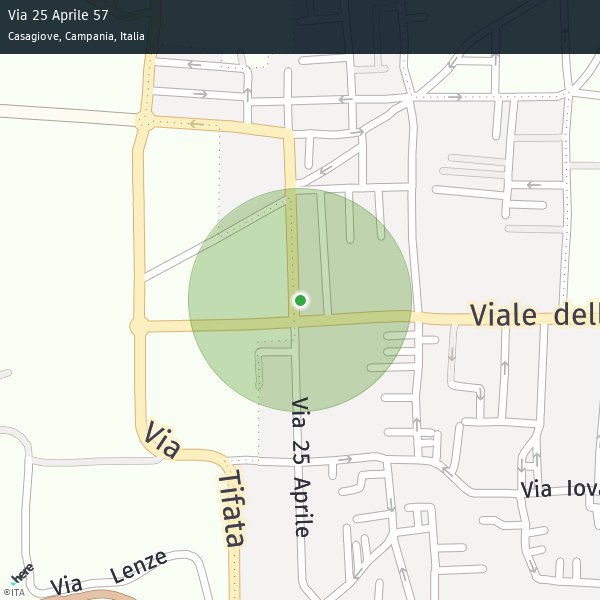 Via 25 Aprile 57
Casagiove, Campania, Italia
Viale dell
Via Tifata
Via 25 Aprile
Via Iova
Via Lenze
here
©ITA